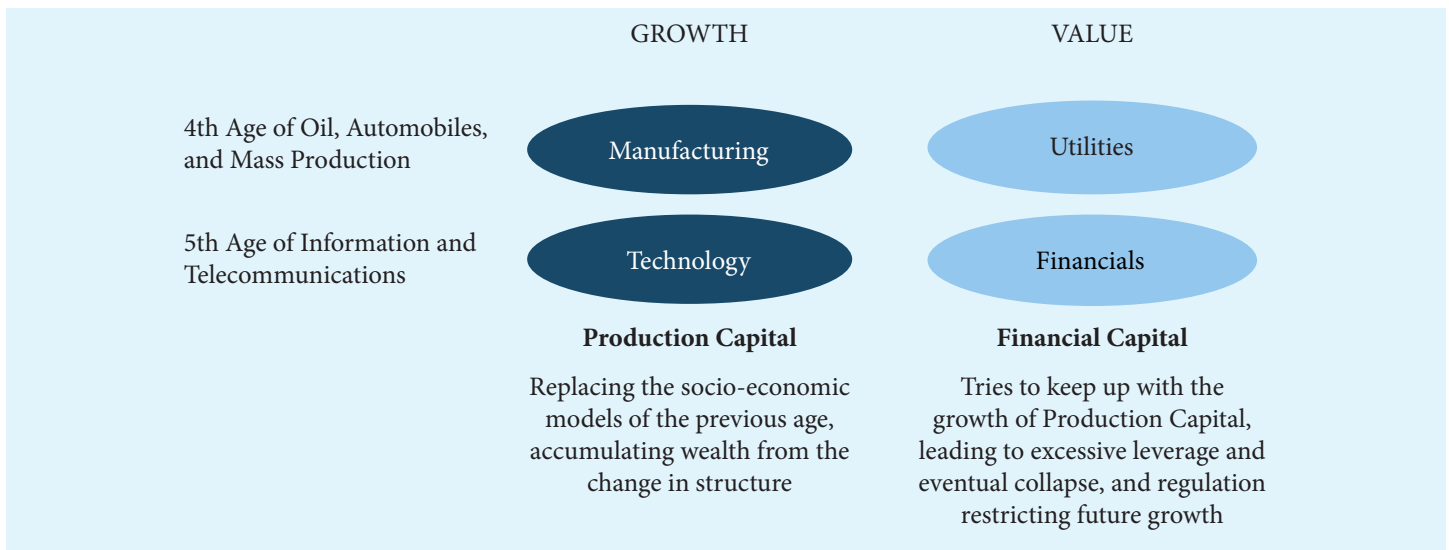 GROWTH
VALUE
4th Age of Oil, Automobiles,
and Mass Production
Manufacturing
Utilities
5th Age of Information and
Telecommunications
Technology
Financials
Production Capital
Replacing the socio-economic
models of the previous age,
accumulating wealth from the
change in structure
Financial Capital
Tries to keep up with the
growth of Production Capital,
leading to excessive leverage and
eventual collapse, and regulation
restricting future growth